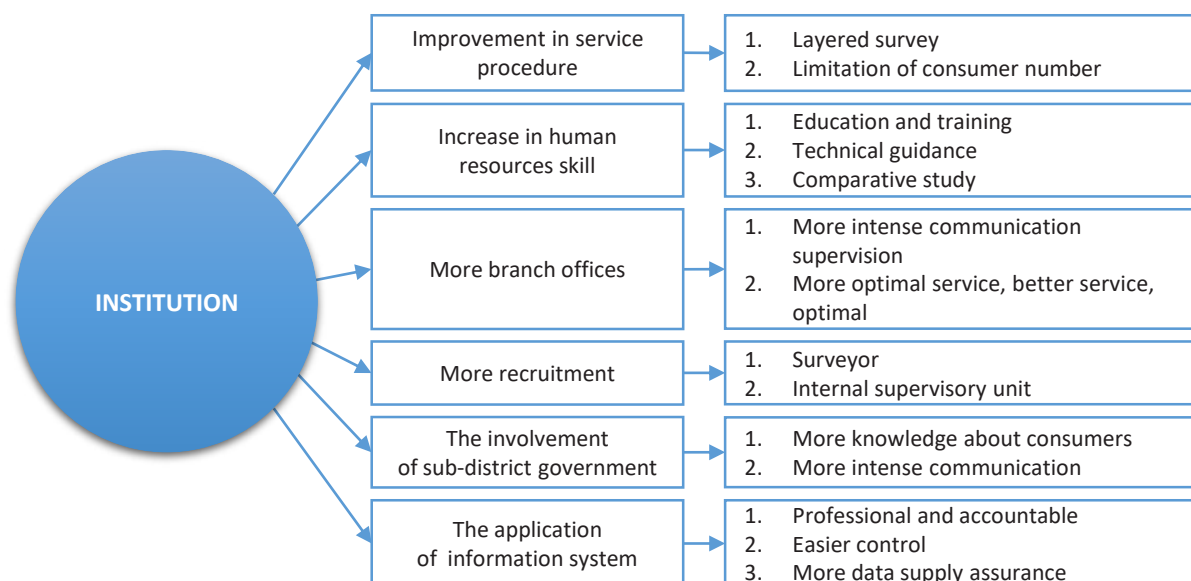 INSTITUTION
Improvement in service
procedure
1. Layered survey
2. Limitation of consumer number
Increase in human
resources skill
1. Education and training
2. Technical guidance
3. Comparative study
More branch offices
1. More intense communication
supervision
2. More optimal service, better service,
optimal
More recruitment
1. Surveyor
2. Internal supervisory unit
The involvement
of sub-district government
1. More knowledge about consumers
2. More intense communication
The application
of information system
1. Professional and accountable
2. Easier control
3. More data supply assurance